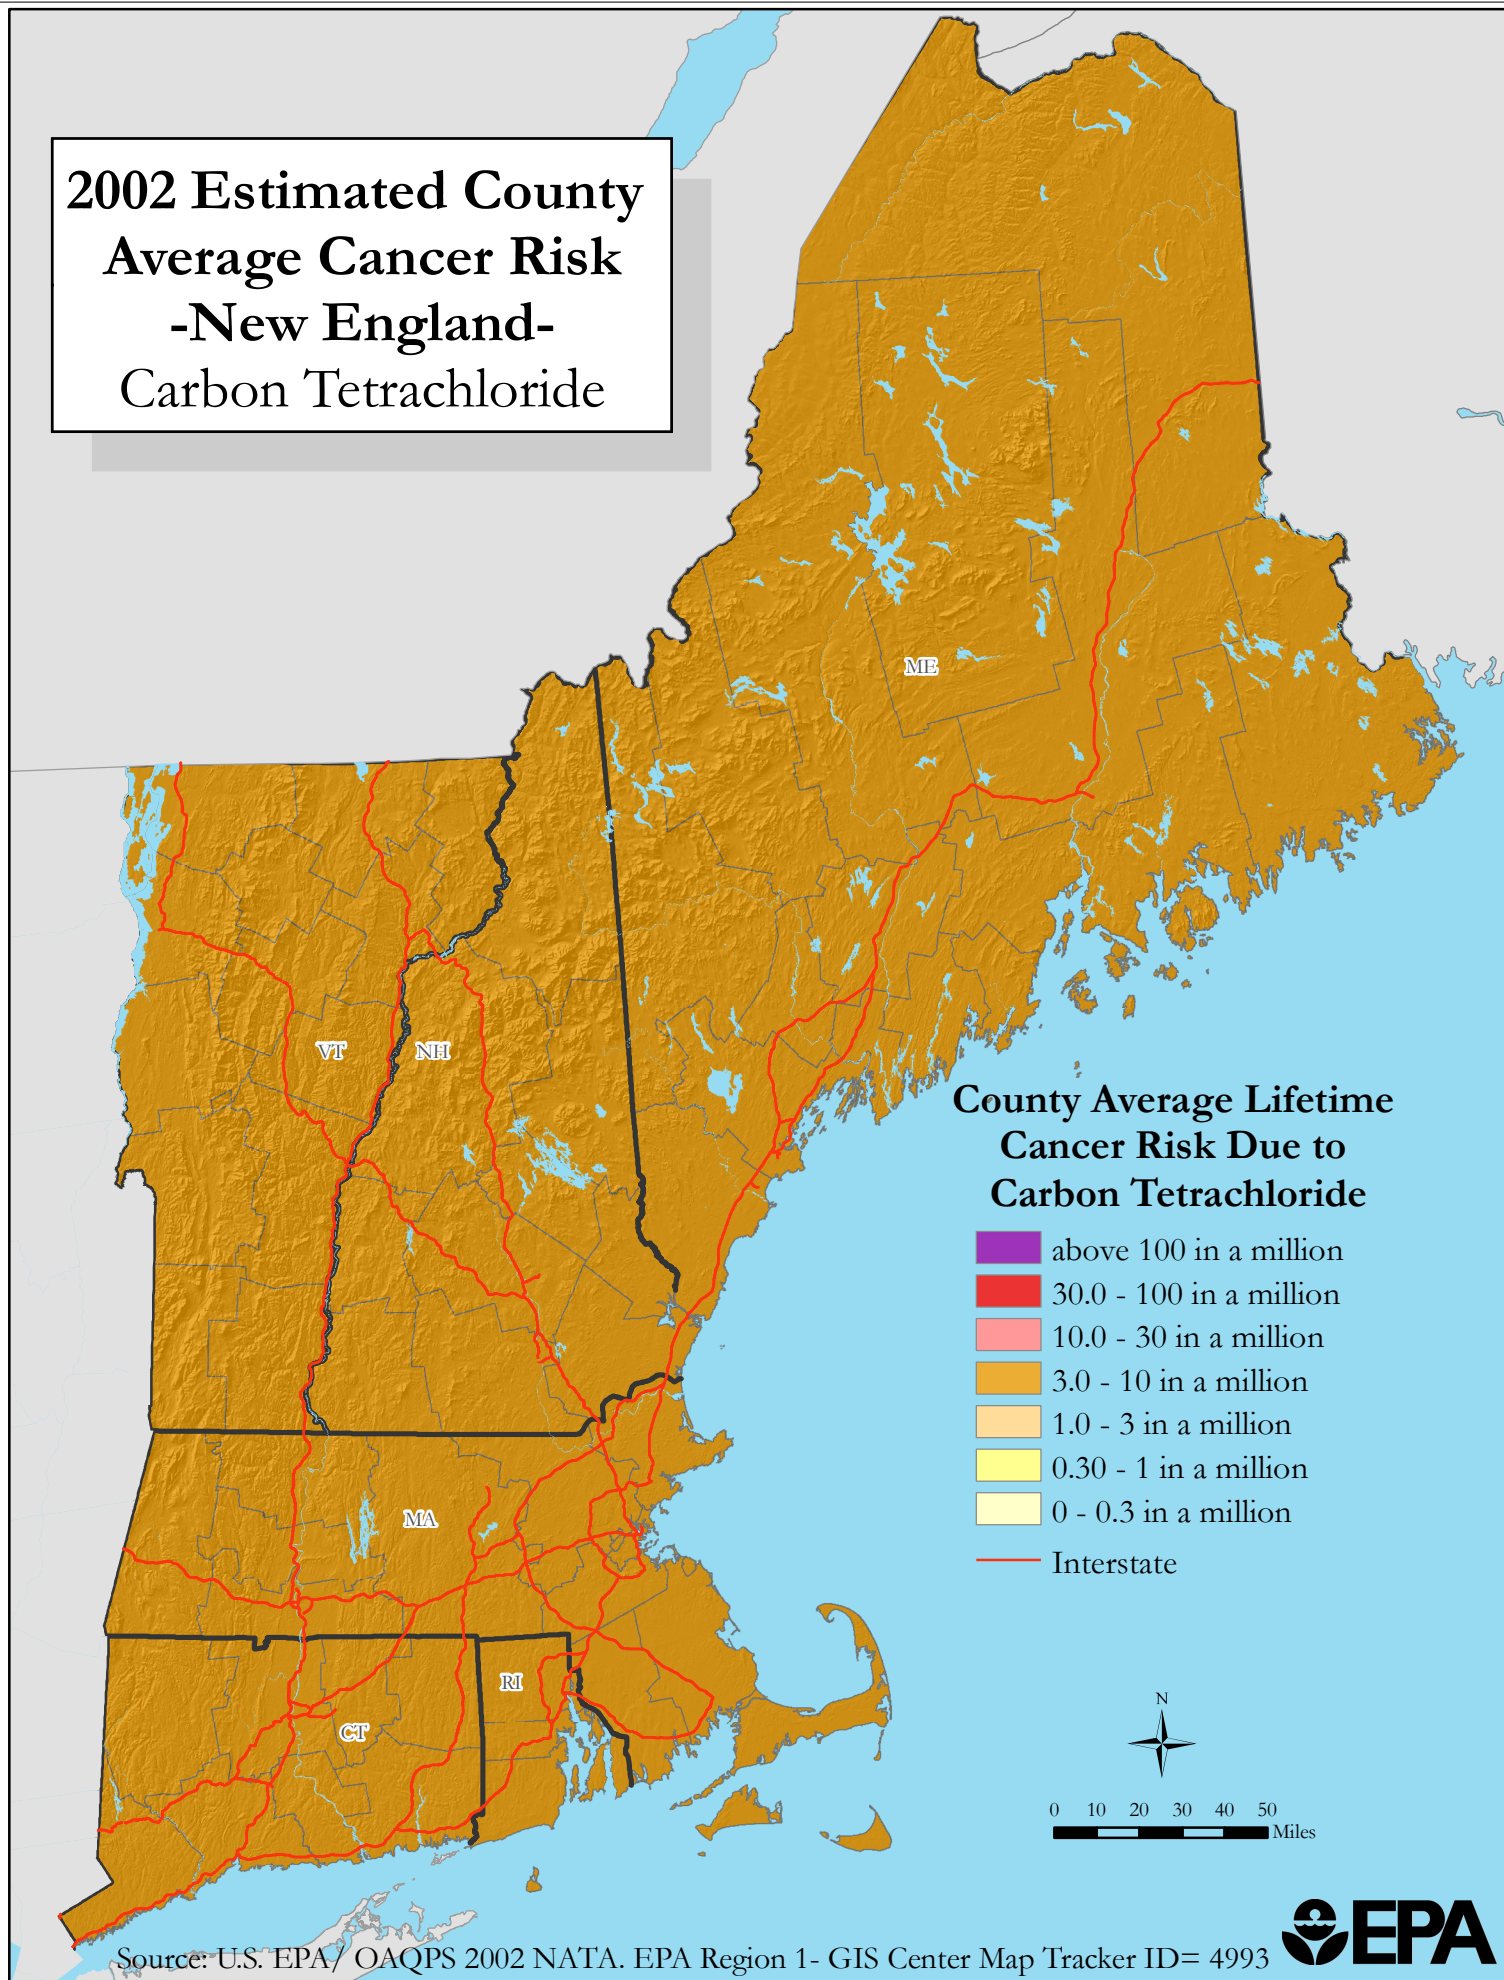 2002 Estimated County
Average Cancer Risk
-New England-
Carbon Tetrachloride
ME
VT
NH
County Average Lifetime
Cancer Risk Due to
Carbon Tetrachloride
above 100 in a million
30.0 - 100 in a million
10.0 - 30 in a million
3.0 - 10 in a million
1.0 - 3 in a million
0.30 - 1 in a million
0 - 0.3 in a million
Interstate
MA
RI
CT
N
0 10 20 30 40 50
Miles
Source: U.S. EPA/ OAQPS 2002 NATA. EPA Region 1- GIS Center Map Tracker ID= 4993
EPA